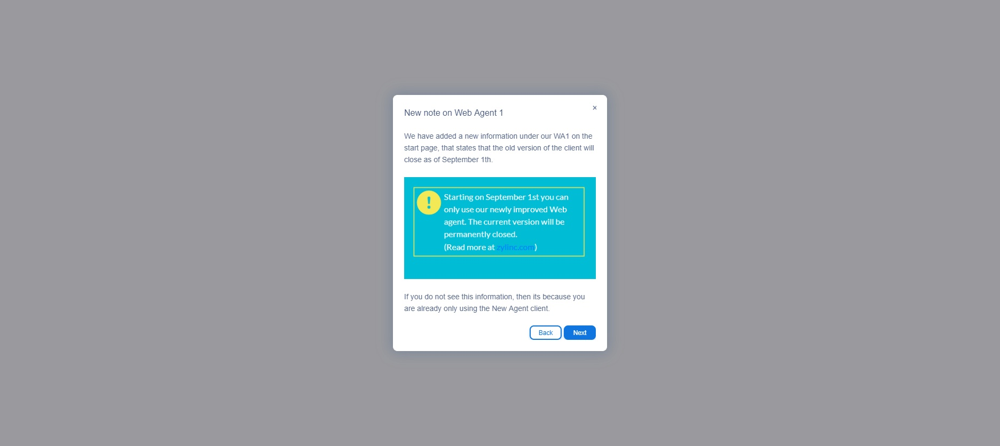 ×
New note on Web Agent 1
We have added a new information under our WA1 on the
start page, that states that the old version of the client will
close as of September 1th.
!
Starting on September 1st you can
only use our newly improved Web
agent. The current version will be
permanently closed.
(Read more at zylinc.com)
If you do not see this information, then its because you
are already only using the New Agent client.
Back Next